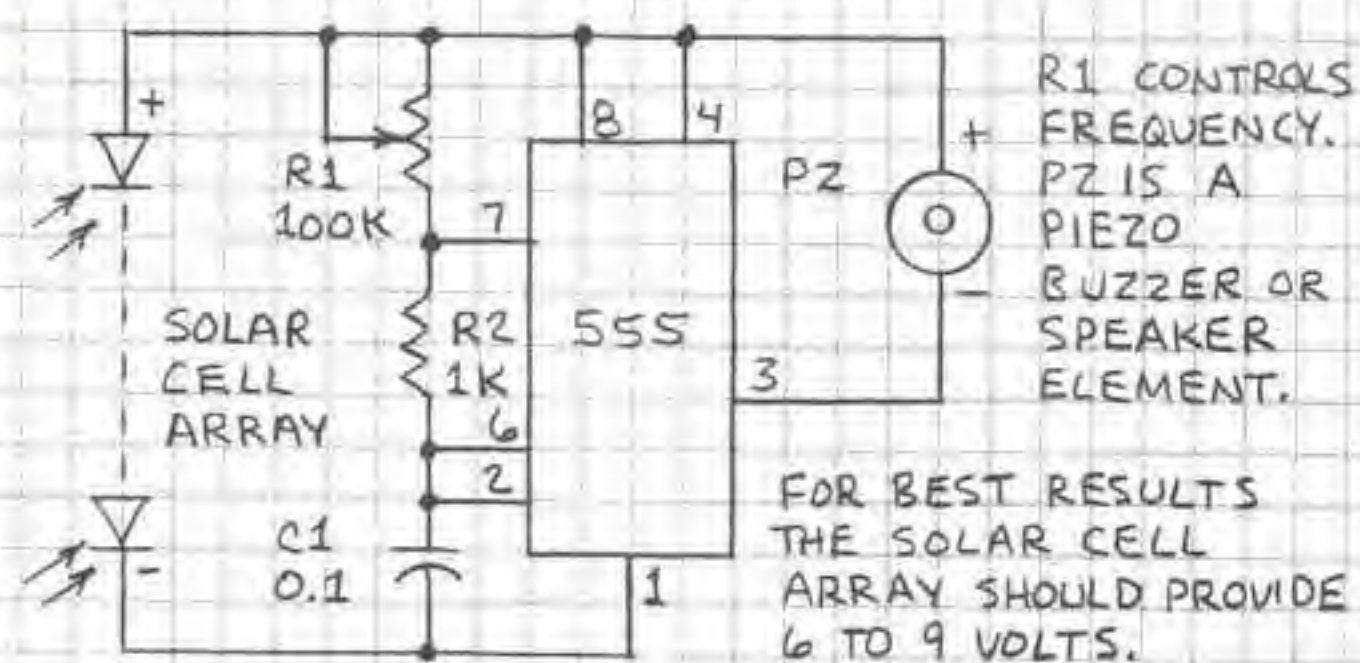 +
8
4
R1
100K
7
PZ
+
-
R1 CONTROLS
FREQUENCY.
PZ IS A
PIEZO
BUZZER OR
SPEAKER
ELEMENT.
SOLAR
CELL
ARRAY
R2
1K
555
3
6
2
C1
0.1
-
1
FOR BEST RESULTS
THE SOLAR CELL
ARRAY SHOULD PROVIDE
6 TO 9 VOLTS.